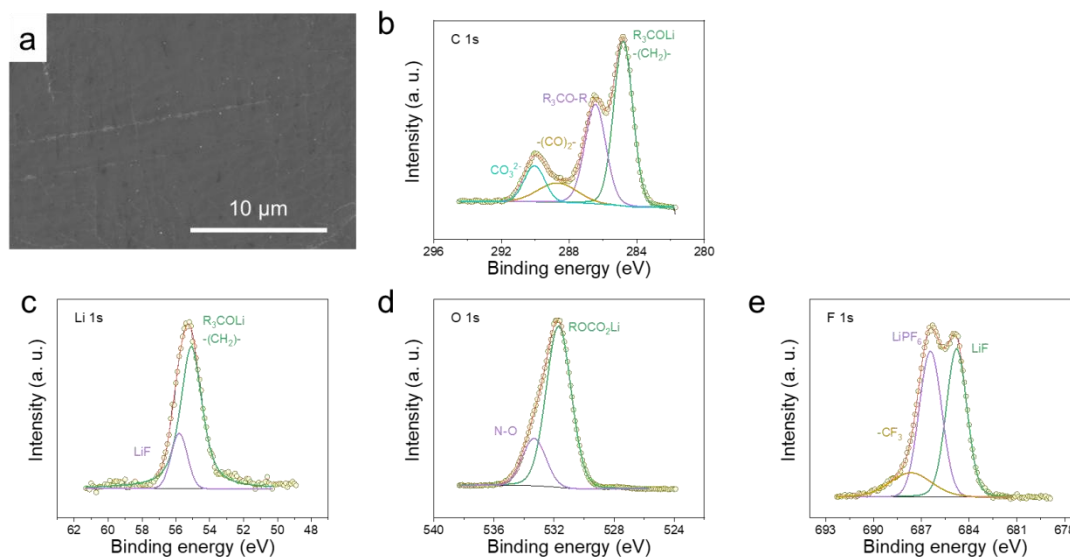 a
10 µm
b
C 1s
R₃COLi
-(CH₂)-
R₃CO-R
-(CO)₂-
CO₃²⁻
Intensity (a. u.)
296 292 288 284 280
Binding energy (eV)
c
Li 1s
R₃COLi
-(CH₂)-
LiF
Intensity (a. u.)
62 60 58 56 54 52 50 48
Binding energy (eV)
d
O 1s
ROCO₂Li
N-O
Intensity (a. u.)
540 536 532 528 524
Binding energy (eV)
e
F 1s
LiPF₆
LiF
-CF₃
Intensity (a. u.)
693 690 687 684 681 678
Binding energy (eV)